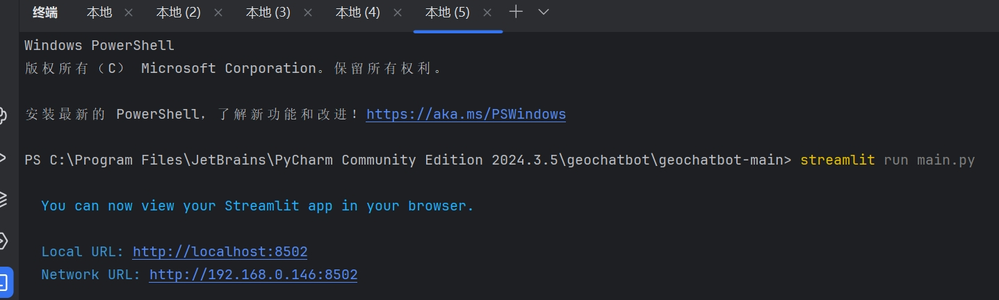 终端 本地 本地 (2) 本地 (3) 本地 (4) 本地 (5)
Windows PowerShell
版权所有（C） Microsoft Corporation。保留所有权利。
安装最新的 PowerShell，了解新功能和改进！https://aka.ms/PSWindows
PS C:\Program Files\JetBrains\PyCharm Community Edition 2024.3.5\geochatbot\geochatbot-main> streamlit run main.py
You can now view your Streamlit app in your browser.
Local URL: http://localhost:8502
Network URL: http://192.168.0.146:8502